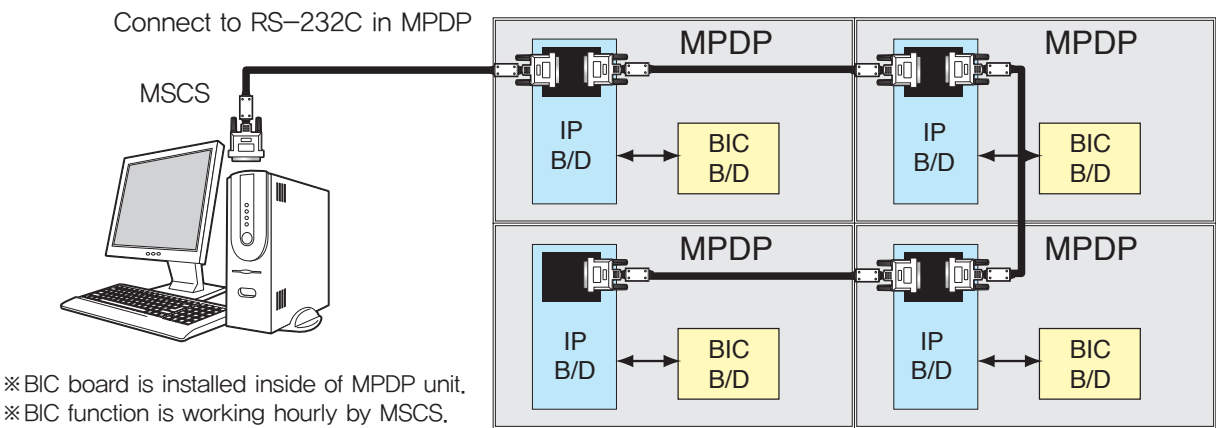 Connect to RS-232C in MPDP
MSCS
MPDP
IP
B/D
BIC
B/D
MPDP
IP
B/D
BIC
B/D
MPDP
IP
B/D
BIC
B/D
MPDP
IP
B/D
BIC
B/D
※BIC board is installed inside of MPDP unit.
※BIC function is working hourly by MSCS.